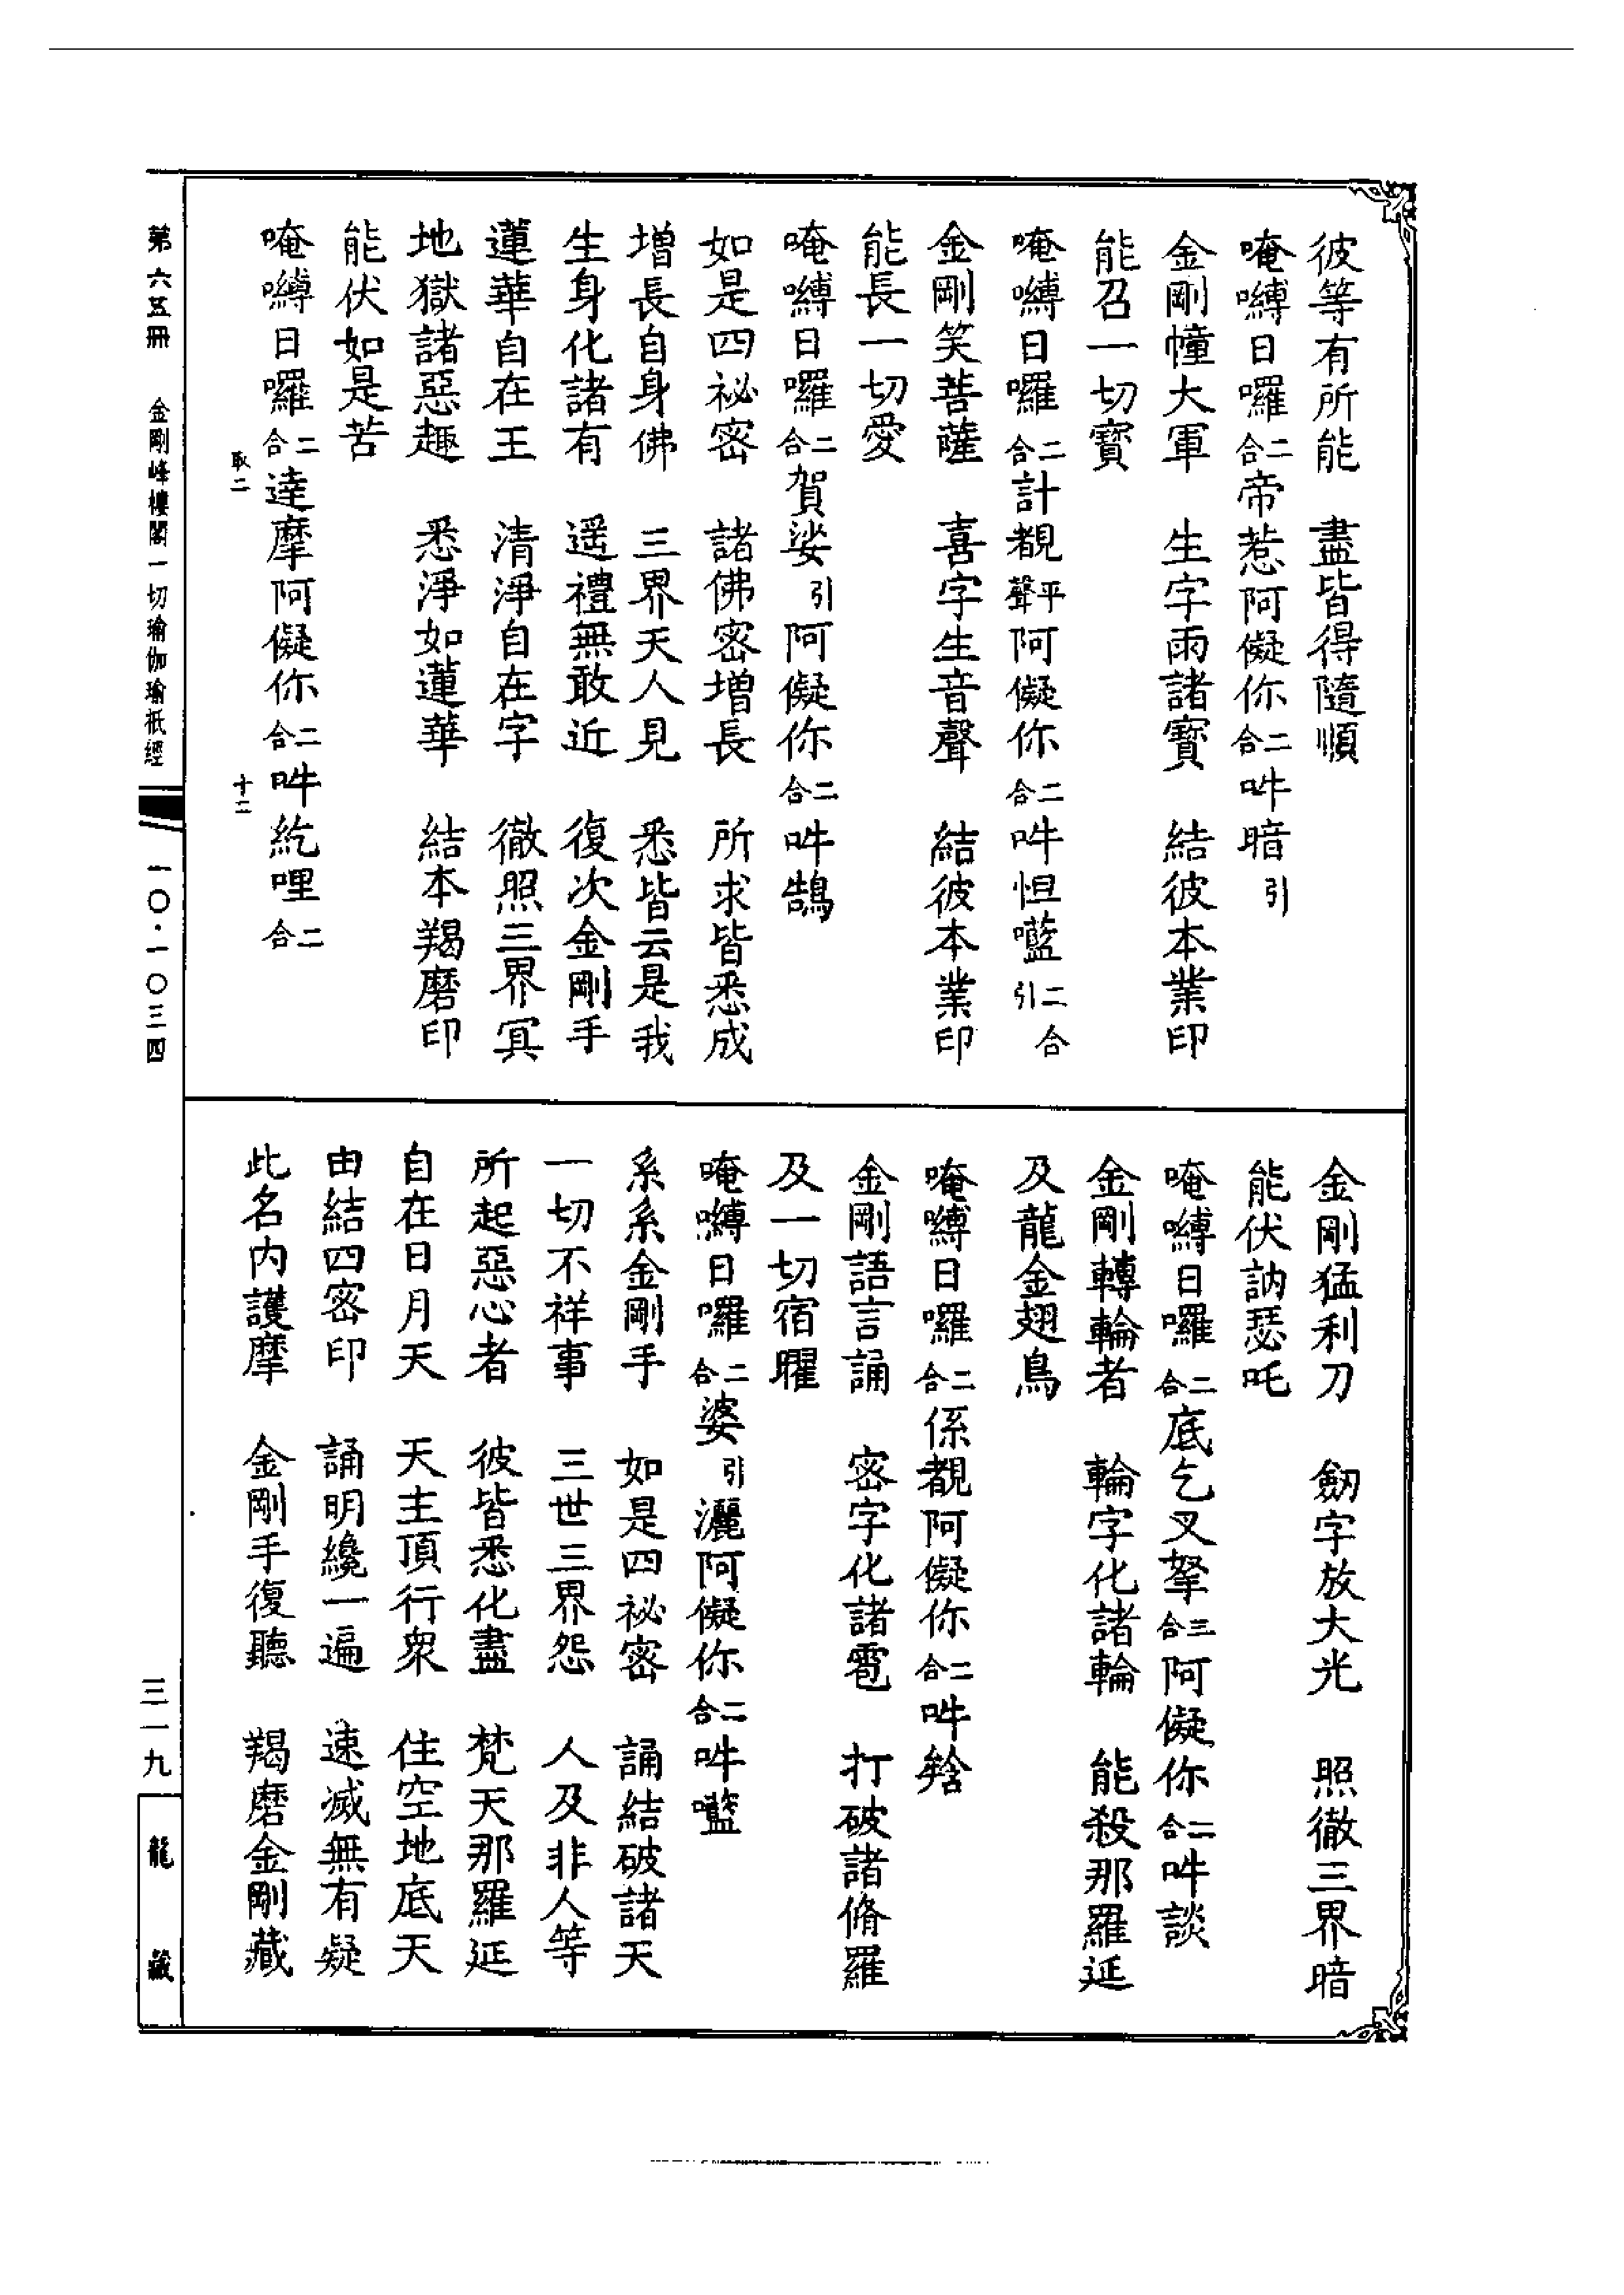 彼等有所能　盡皆得隨順
唵嚩日囉二合帝惹阿儗你二合吽暗引
金剛幢大軍　生字雨諸寶　結彼本業印
能召一切寶
唵嚩日囉二合計覩平聲阿儗你二合吽怛囕二合引
金剛笑菩薩　喜字生音聲　結彼本業印
能長一切愛
唵嚩日囉二合賀娑引阿儗你二合吽鵠
如是四祕密　諸佛密增長　所求皆悉成
增長自身佛　三界天人見　悉皆云是我
生身化諸有　遥禮無敢近　復次金剛手
蓮華自在王　清淨自在字　徹照三界㝠
地獄諸惡趣　悉淨如蓮華　結本羯磨印
能伏如是苦
唵嚩日囉二合達摩阿儗你二合吽紇哩二合
取二　十二
金剛猛利刀　劒字放大光　照徹三界暗
能伏訥瑟吒
唵嚩日囉二合底乞叉拏三合阿儗你二合吽談
金剛轉輪者　輪字化諸輪　能殺那羅延
及龍金翅鳥
唵嚩日囉二合係覩阿儗你二合吽
金剛語言誦　密字化諸雹　打破諸脩羅
及一切宿曜
唵嚩日囉二合婆引灑阿儗你二合吽囕
系系金剛手　如是四祕密　誦結破諸天
一切不祥事　三世三界怨　人及非人等
所起惡心者　彼皆悉化盡　梵天那羅延
自在日月天　天主頂行衆　住空地底天
由結四密印　誦明纔一遍　速滅無有疑
此名内護摩　金剛手復聽　羯磨金剛藏
第六五冊　金剛峰樓閣一切瑜伽瑜祇經　一〇·一〇三四
三一九　龍藏